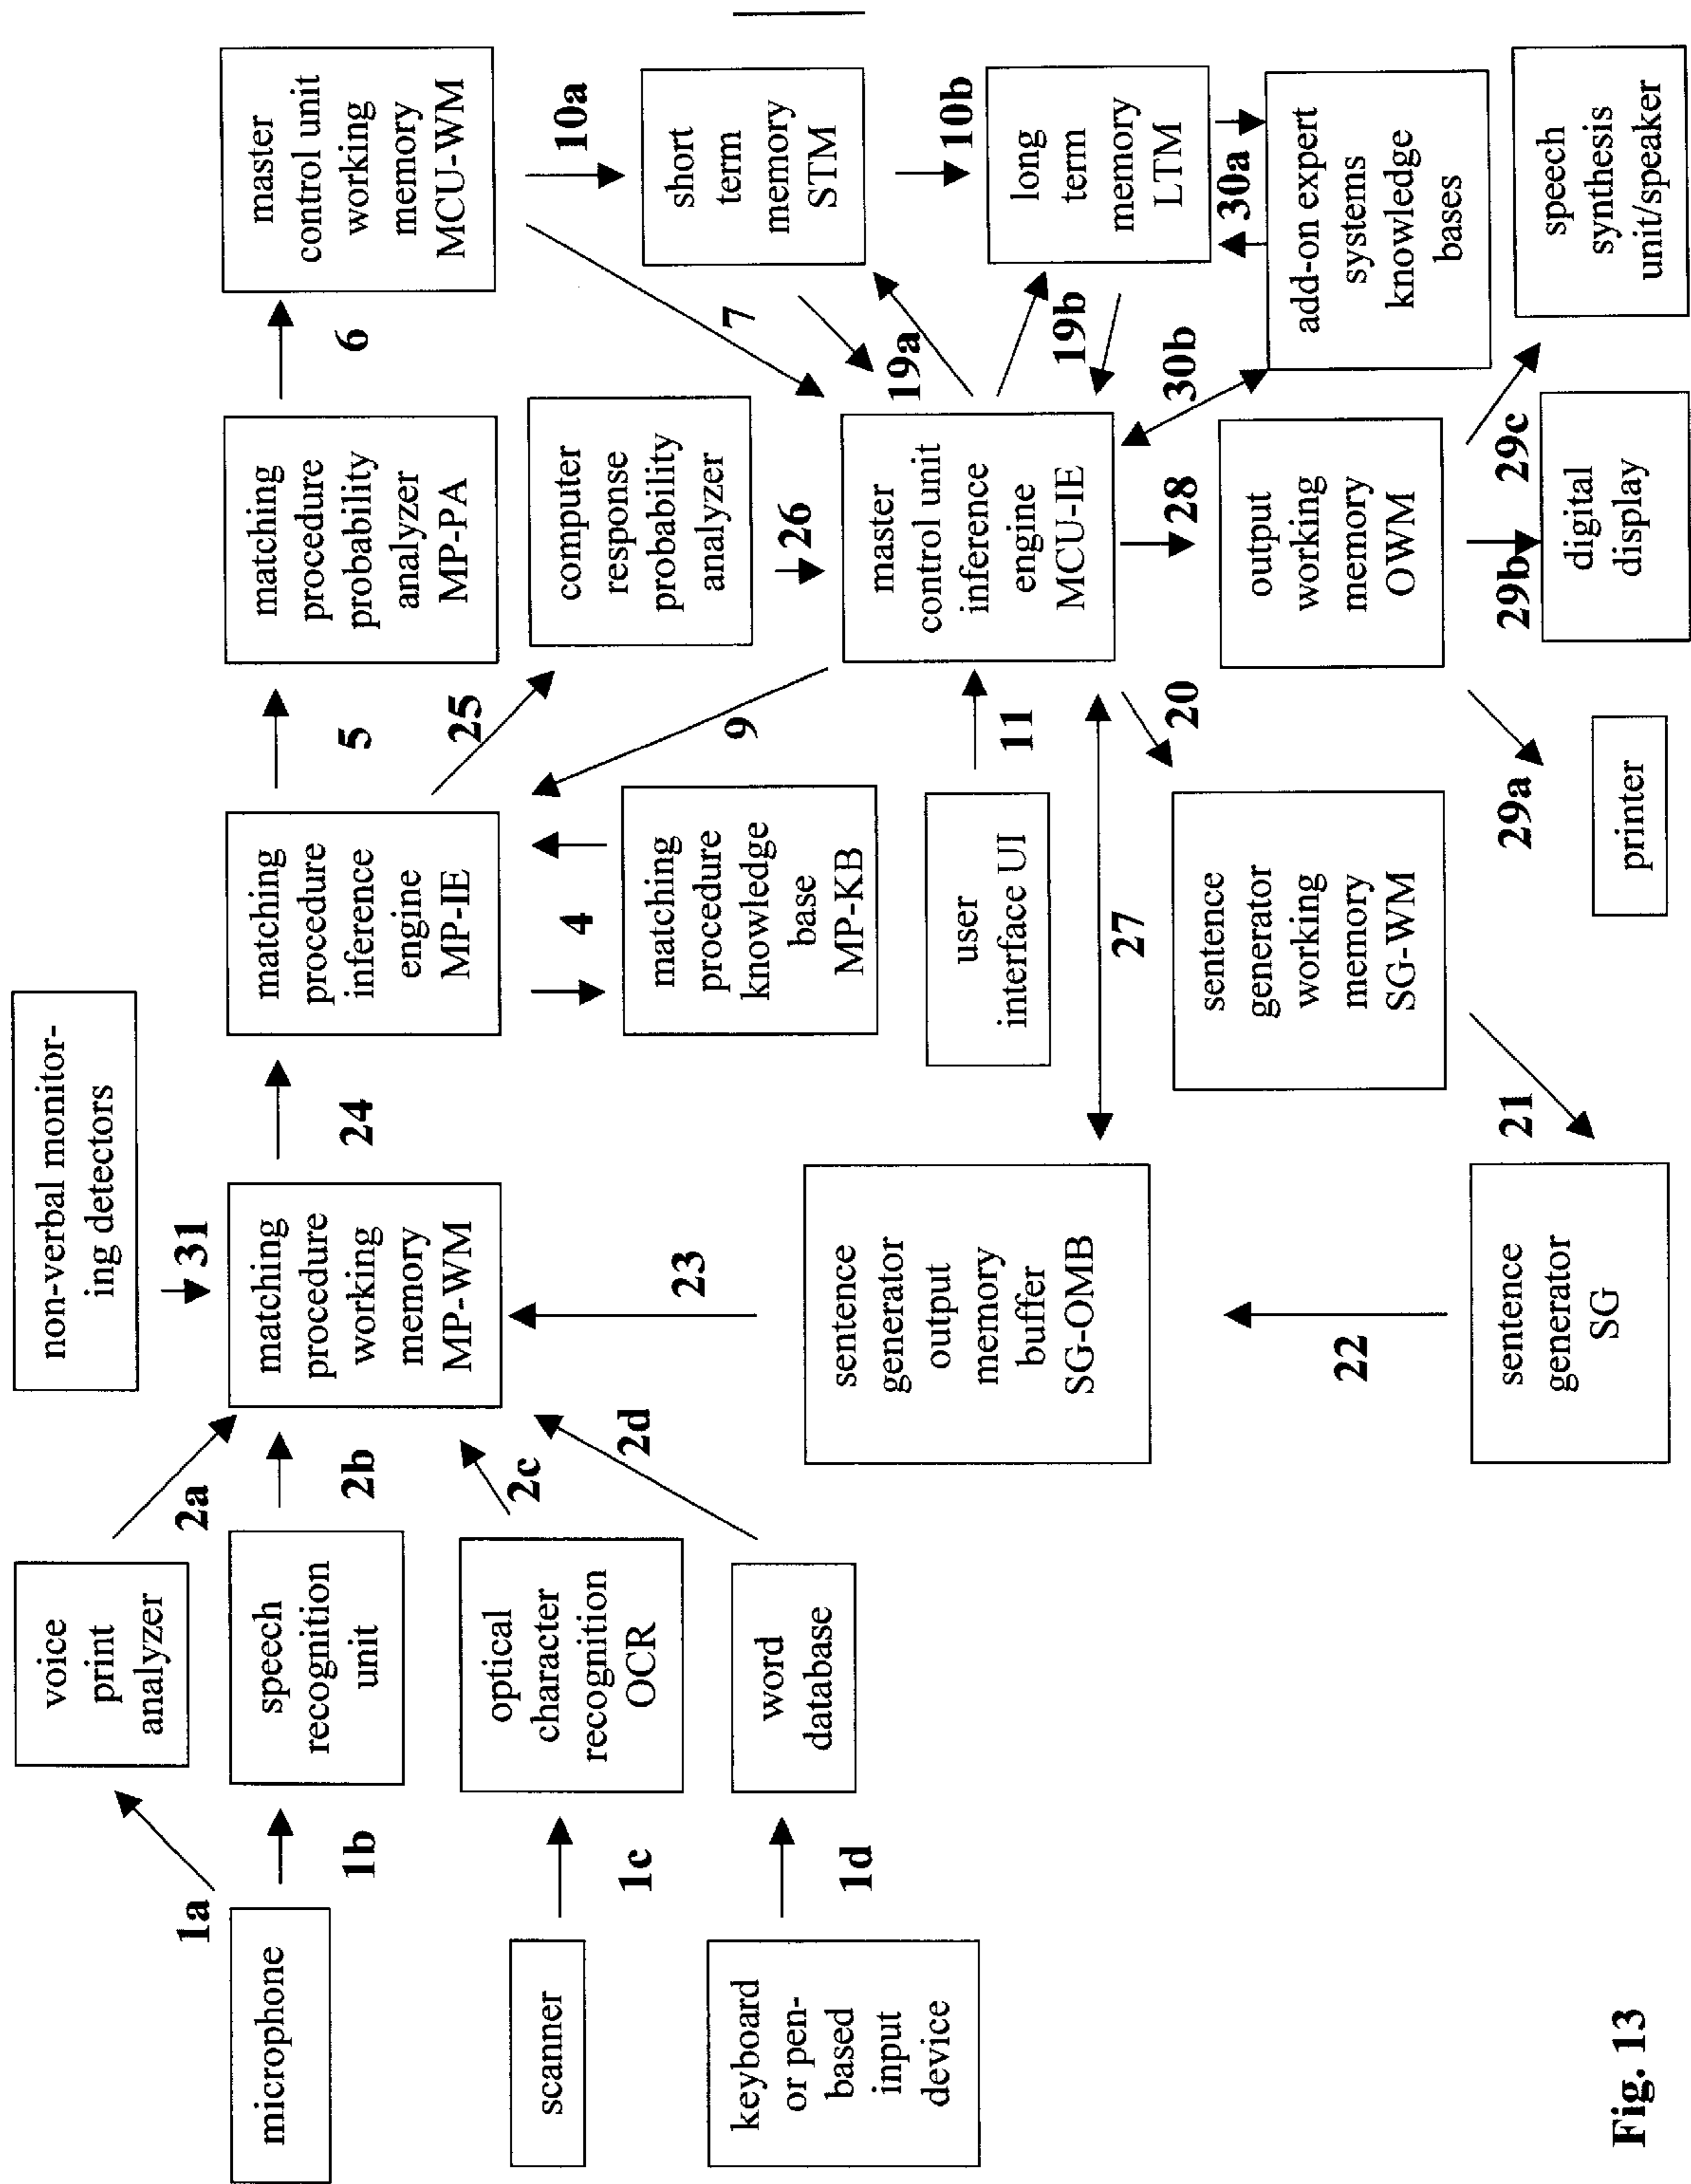 non-verbal monitor-
ing detectors
31
voice
print
analyzer
1a
2a
microphone
1b
speech
recognition
unit
2b
matching
procedure
working
memory
MP-WM
24
matching
procedure
inference
engine
MP-IE
5
matching
procedure
probability
analyzer
MP-PA
6
master
control unit
working
memory
MCU-WM
scanner
1c
optical
character
recognition
OCR
2c
25
10a
4
computer
response
probability
analyzer
26
keyboard
or pen-
based
input
device
1d
word
database
2d
23
matching
procedure
knowledge
base
MP-KB
9
7
short
term
memory
STM
19a
10b
sentence
generator
output
memory
buffer
SG-OMB
user
interface UI
11
master
control unit
inference
engine
MCU-IE
long
term
memory
LTM
19b
27
20
28
30b
30a
22
sentence
generator
working
memory
SG-WM
output
working
memory
OWM
add-on expert
systems
knowledge
bases
sentence
generator
SG
21
29a
29b
29c
printer
digital
display
speech
synthesis
unit/speaker
Fig. 13